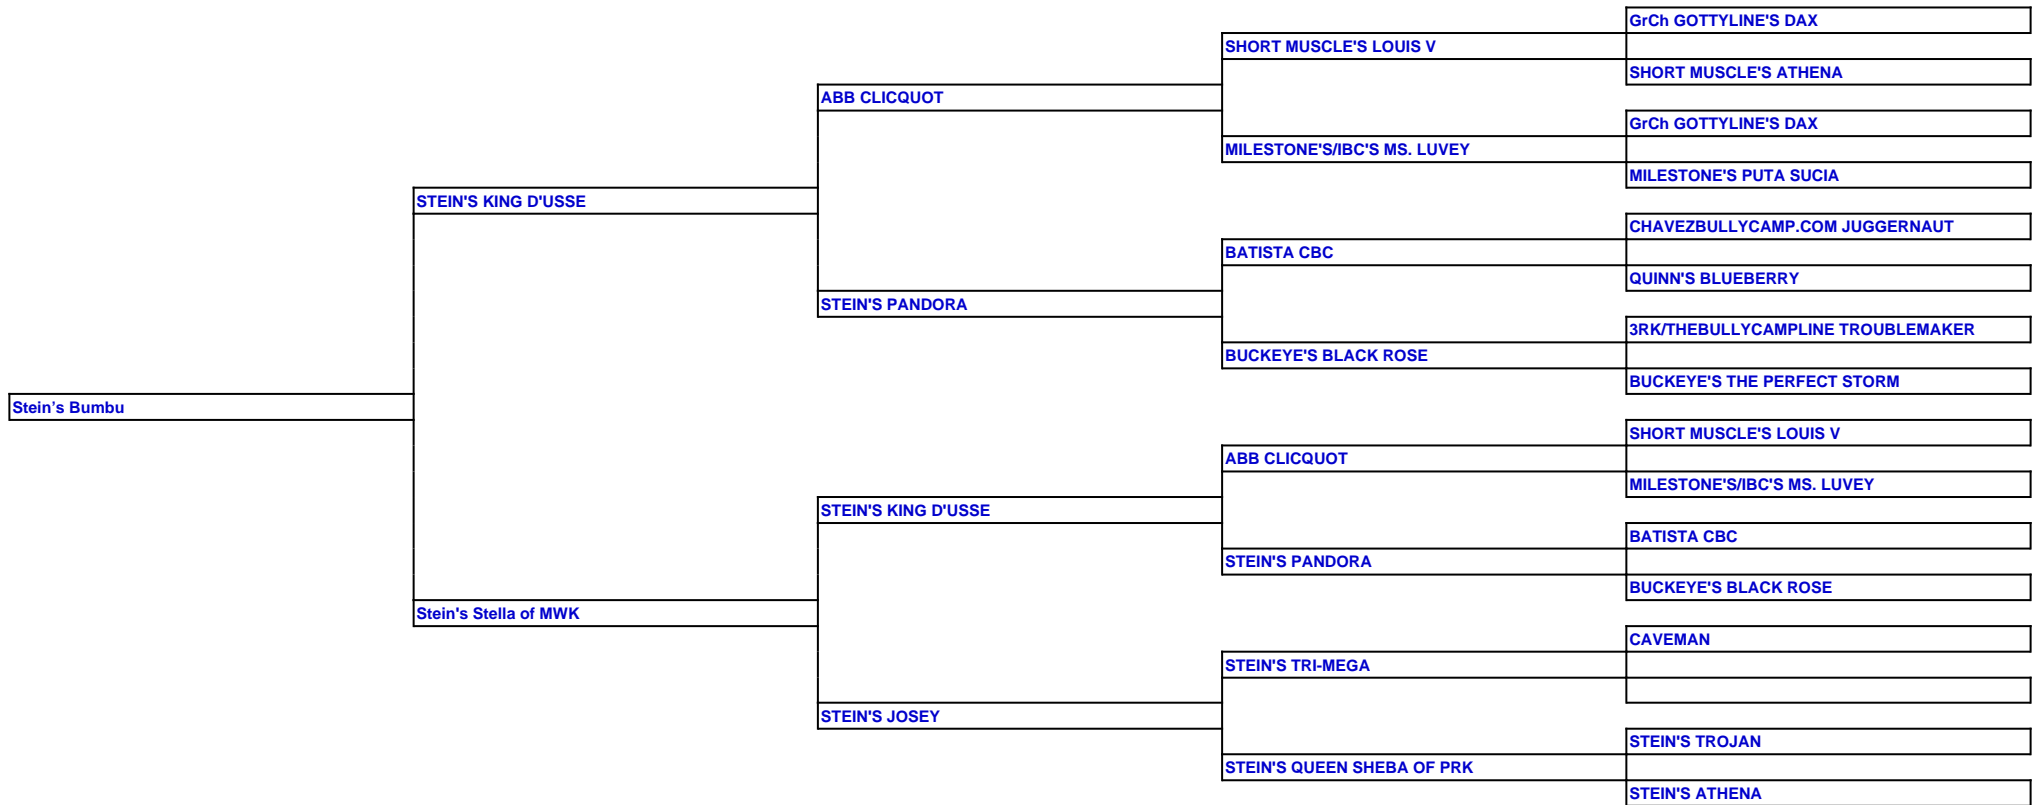 GrCh GOTTYLINE'S DAX
SHORT MUSCLE'S LOUIS V
SHORT MUSCLE'S ATHENA
ABB CLICQUOT
GrCh GOTTYLINE'S DAX
MILESTONE'S/IBC'S MS. LUVEY
MILESTONE'S PUTA SUCIA
STEIN'S KING D'USSE
CHAVEZBULLYCAMP.COM JUGGERNAUT
BATISTA CBC
QUINN'S BLUEBERRY
STEIN'S PANDORA
3RK/THEBULLYCAMPLINE TROUBLEMAKER
BUCKEYE'S BLACK ROSE
BUCKEYE'S THE PERFECT STORM
Stein’s Bumbu
SHORT MUSCLE'S LOUIS V
ABB CLICQUOT
MILESTONE'S/IBC'S MS. LUVEY
STEIN'S KING D'USSE
BATISTA CBC
STEIN'S PANDORA
BUCKEYE'S BLACK ROSE
Stein's Stella of MWK
CAVEMAN
STEIN'S TRI-MEGA
STEIN'S JOSEY
STEIN'S TROJAN
STEIN'S QUEEN SHEBA OF PRK
STEIN'S ATHENA